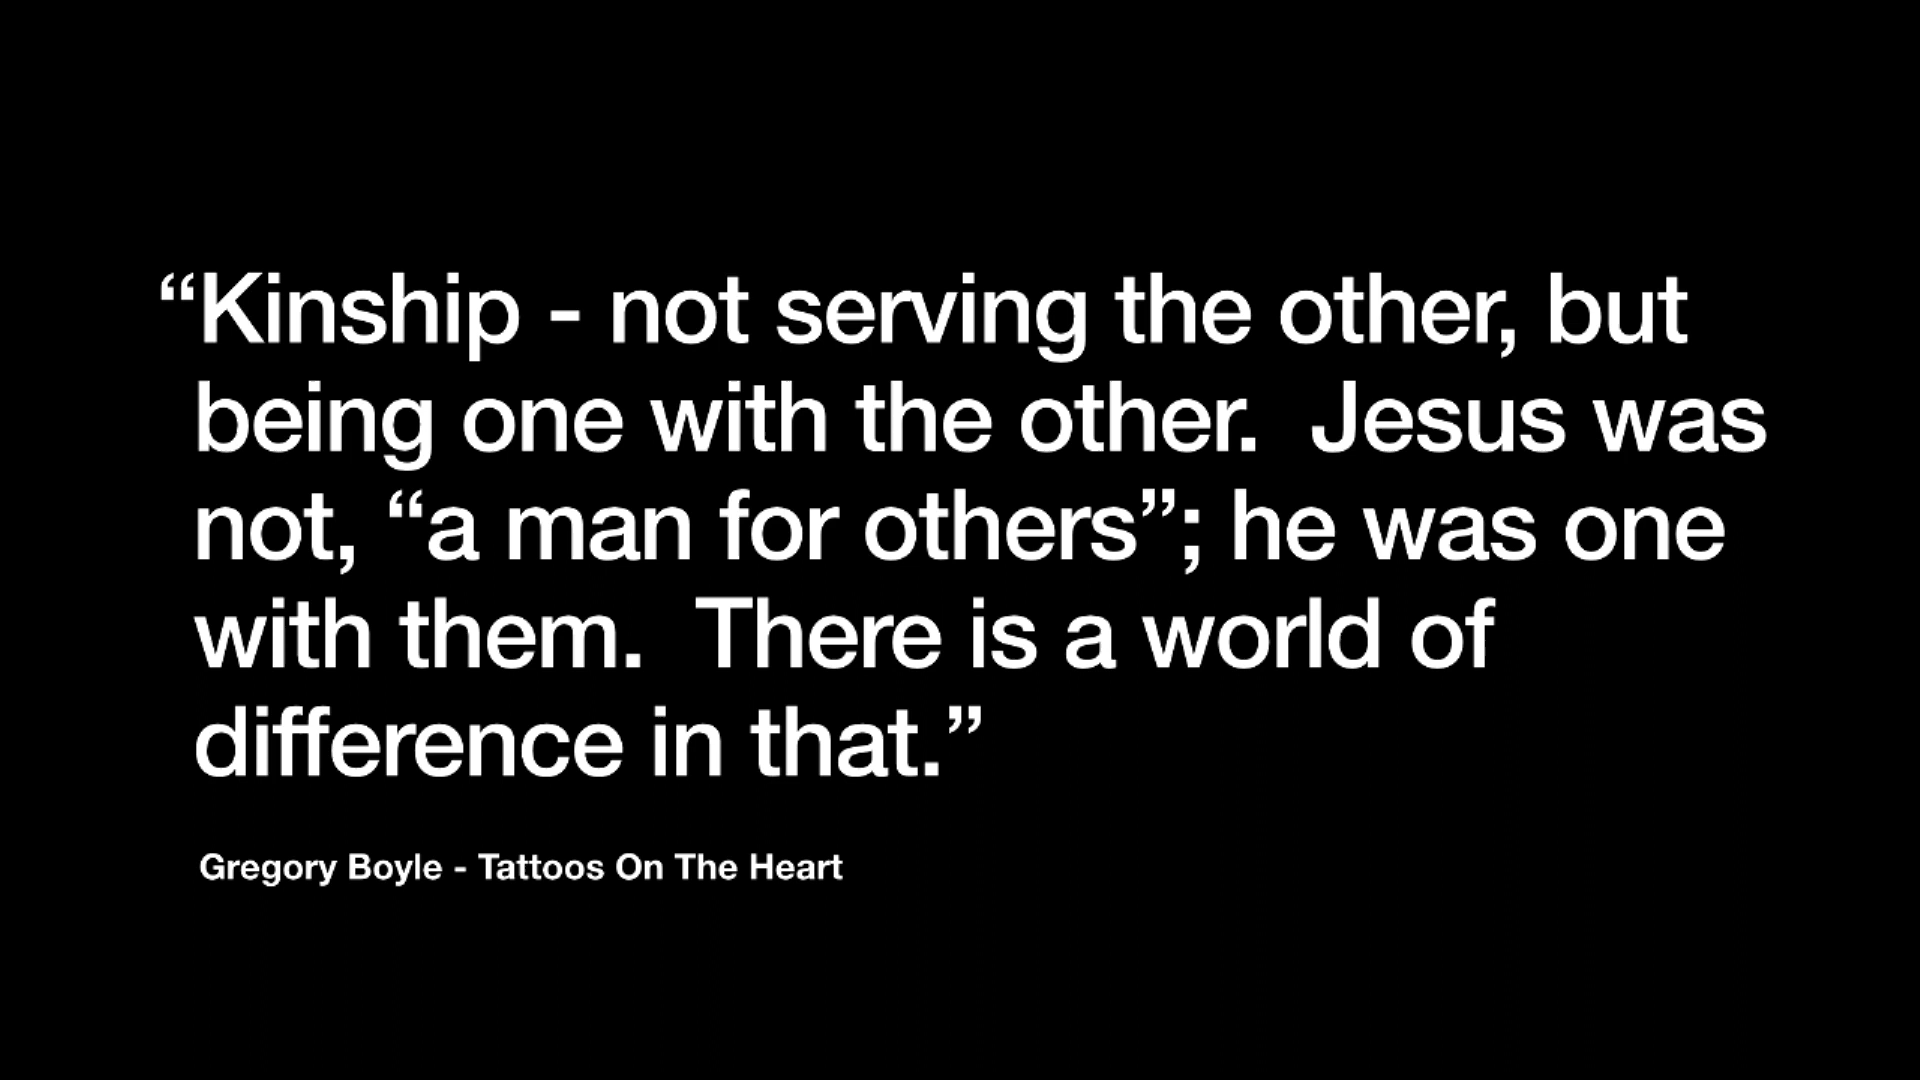 “Kinship - not serving the other, but
being one with the other.  Jesus was
not, “a man for others”; he was one
with them.  There is a world of
difference in that.”
Gregory Boyle - Tattoos On The Heart